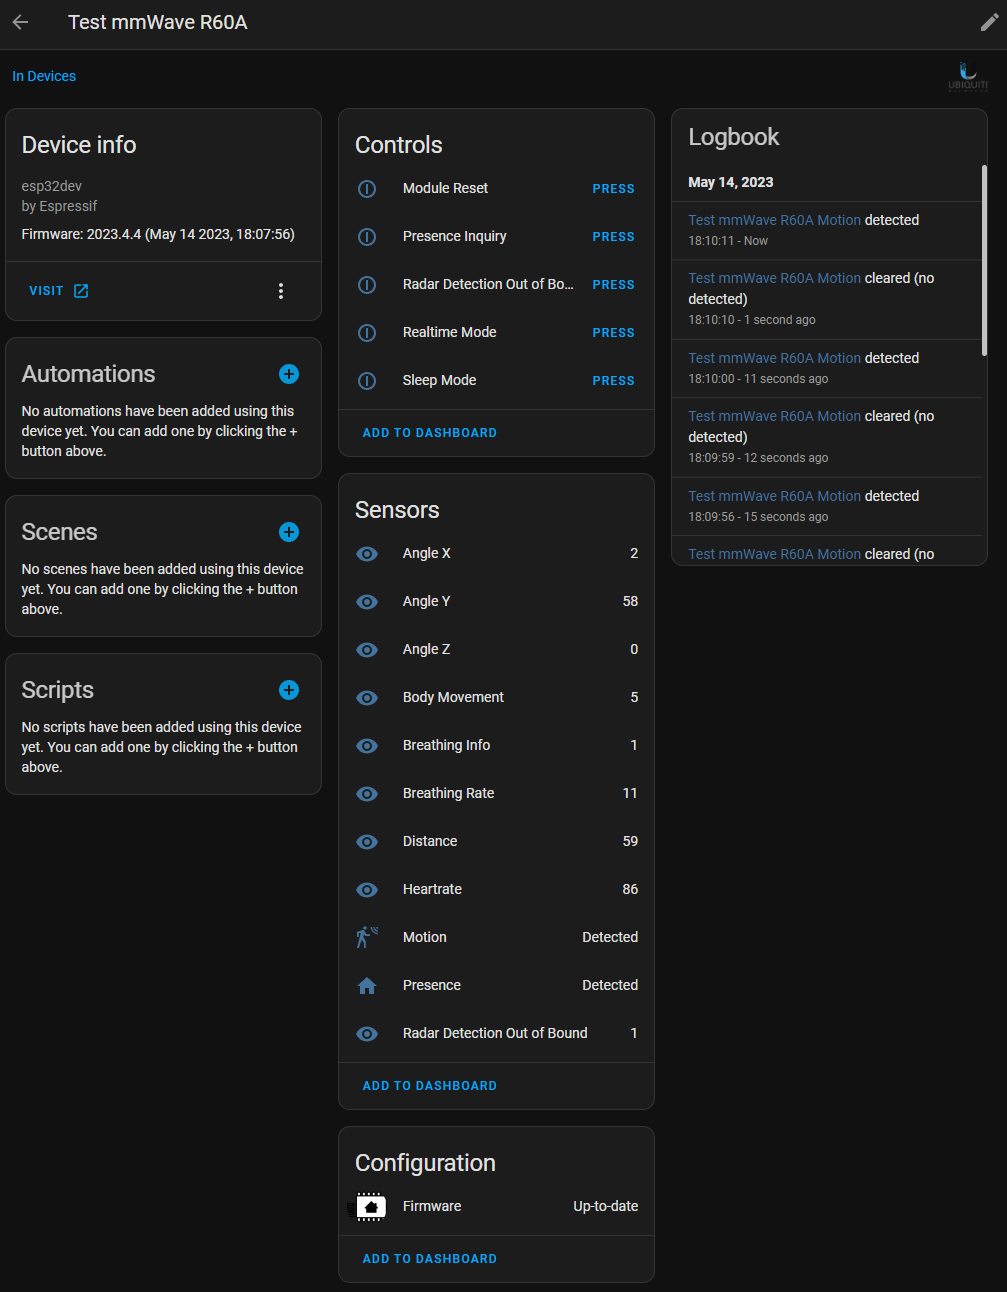 Test mmWave R60A
In Devices
UBIQUITI
Device info
esp32dev
by Espressif
Firmware: 2023.4.4 (May 14 2023, 18:07:56)
VISIT
Automations
No automations have been added using this
device yet. You can add one by clicking the +
button above.
Scenes
No scenes have been added using this device
yet. You can add one by clicking the + button
above.
Scripts
No scripts have been added using this device
yet. You can add one by clicking the + button
above.
Controls
Module Reset PRESS
Presence Inquiry PRESS
Radar Detection Out of Bo... PRESS
Realtime Mode PRESS
Sleep Mode PRESS
ADD TO DASHBOARD
Sensors
Angle X 2
Angle Y 58
Angle Z 0
Body Movement 5
Breathing Info 1
Breathing Rate 11
Distance 59
Heartrate 86
Motion Detected
Presence Detected
Radar Detection Out of Bound 1
ADD TO DASHBOARD
Configuration
Firmware Up-to-date
ADD TO DASHBOARD
Logbook
May 14, 2023
Test mmWave R60A Motion detected
18:10:11 - Now
Test mmWave R60A Motion cleared (no
detected)
18:10:10 - 1 second ago
Test mmWave R60A Motion detected
18:10:00 - 11 seconds ago
Test mmWave R60A Motion cleared (no
detected)
18:09:59 - 12 seconds ago
Test mmWave R60A Motion detected
18:09:56 - 15 seconds ago
Test mmWave R60A Motion cleared (no